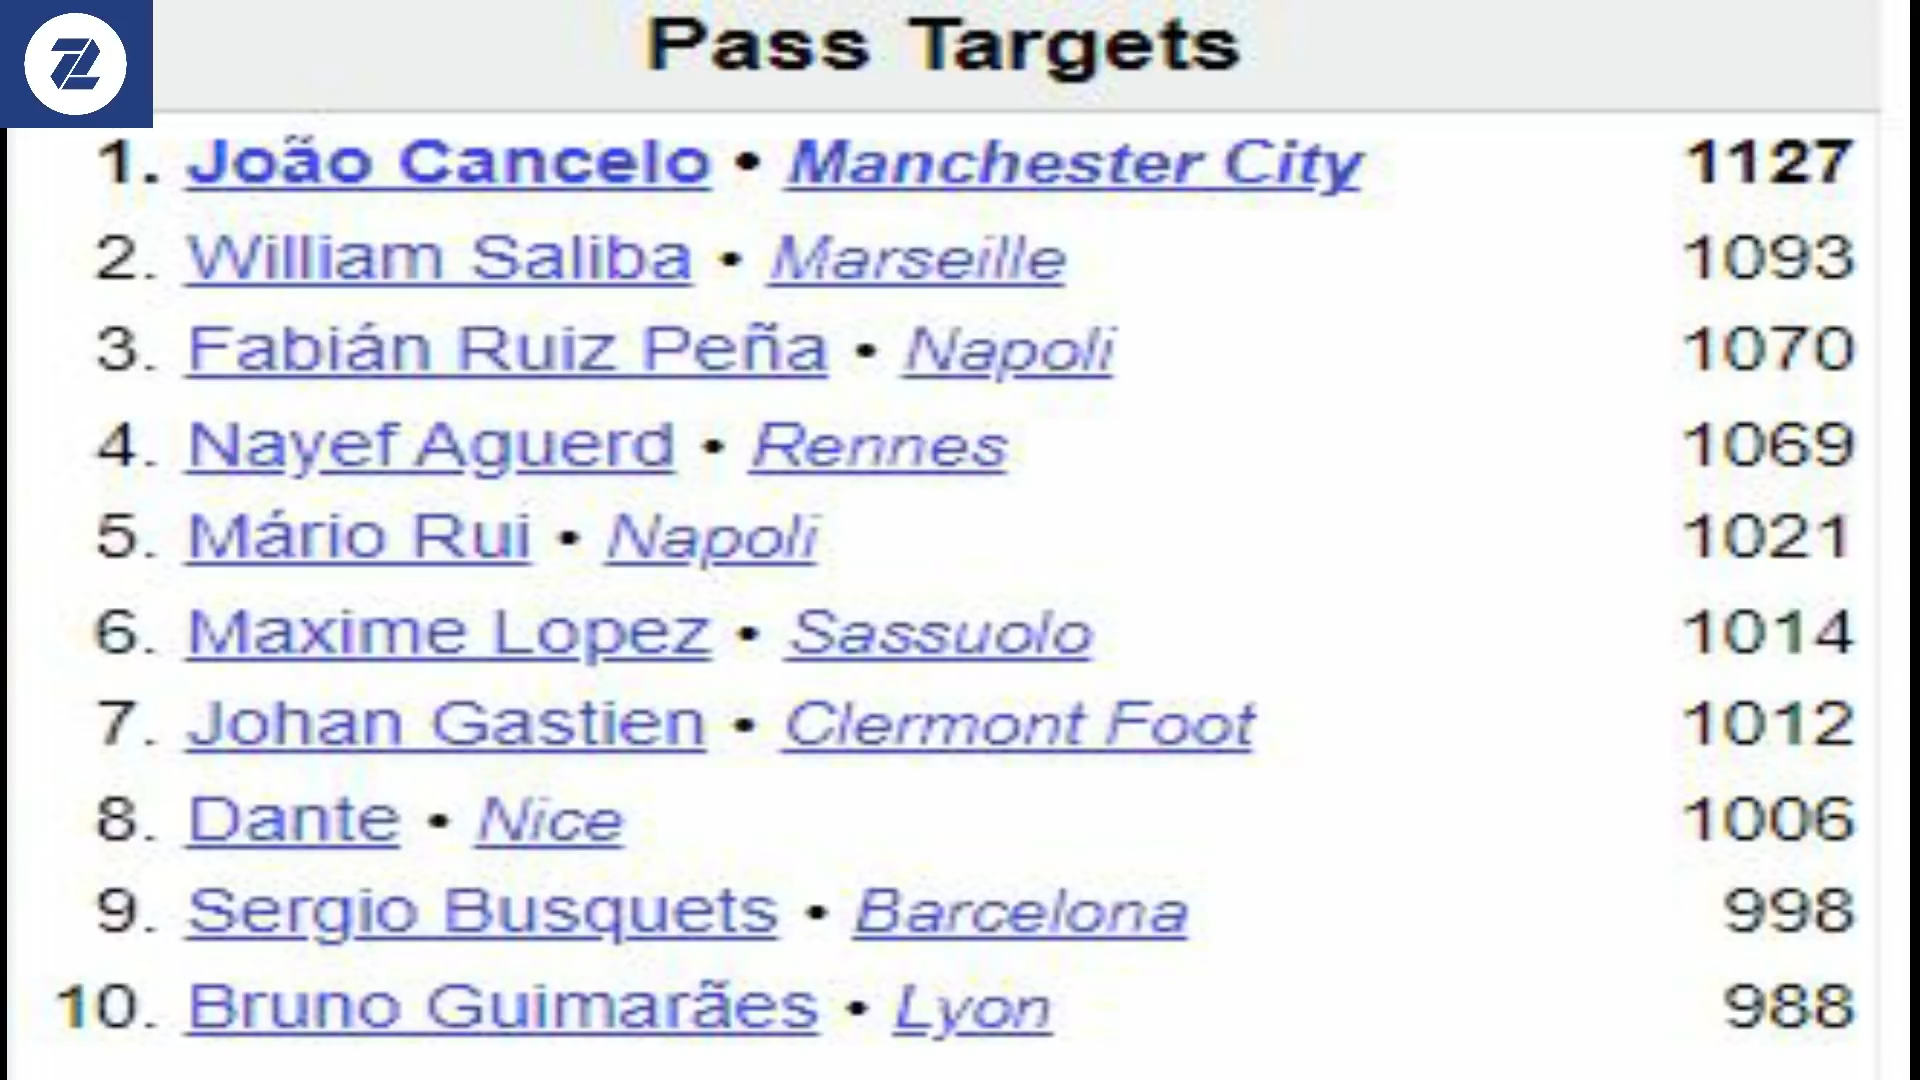 Pass Targets
1. João Cancelo • Manchester City 1127
2. William Saliba • Marseille 1093
3. Fabián Ruiz Peña • Napoli 1070
4. Nayef Aguerd • Rennes 1069
5. Mário Rui • Napoli 1021
6. Maxime Lopez • Sassuolo 1014
7. Johan Gastien • Clermont Foot 1012
8. Dante • Nice 1006
9. Sergio Busquets • Barcelona 998
10. Bruno Guimarães • Lyon 988